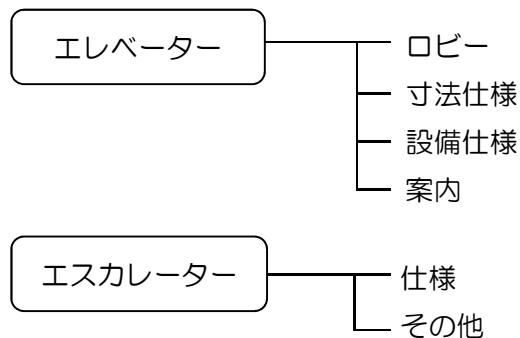 エレベーター
ロビー
寸法仕様
設備仕様
案内
エスカレーター
仕様
その他